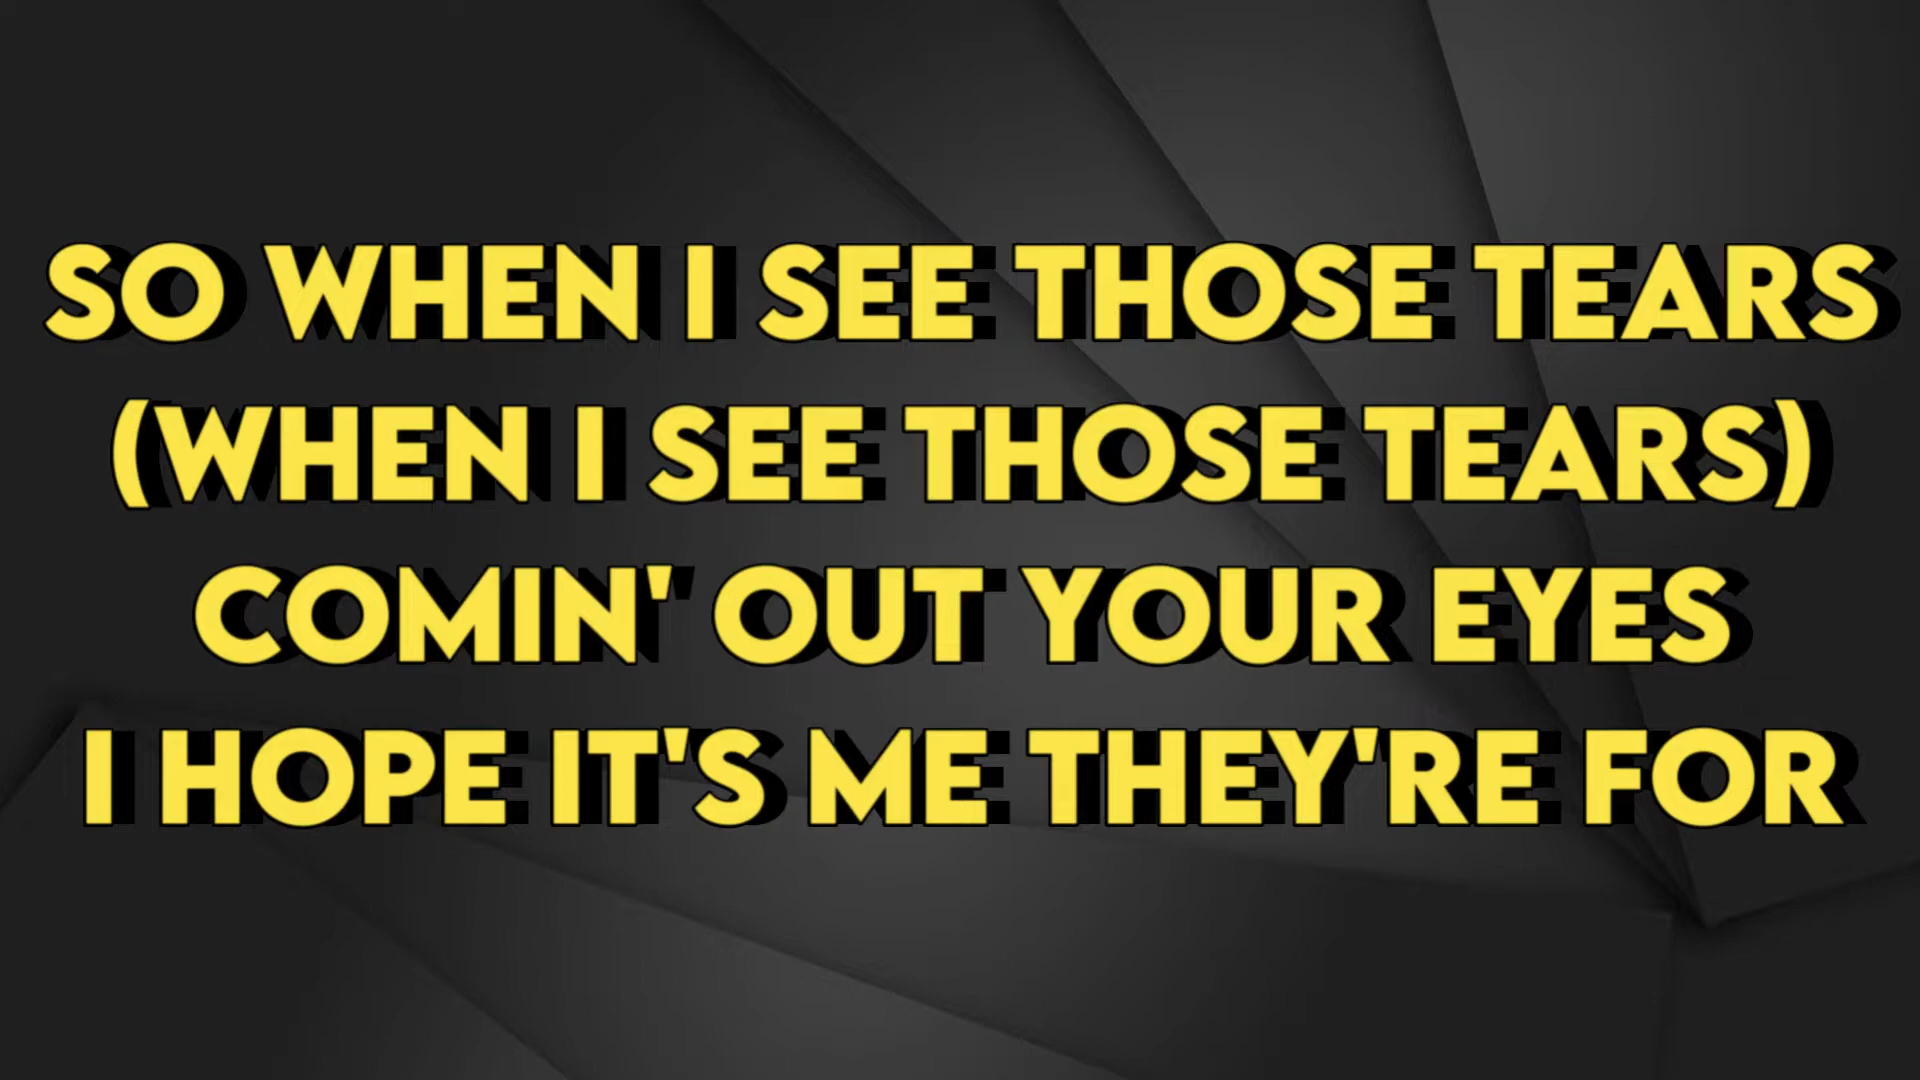 SO WHEN I SEE THOSE TEARS
(WHEN I SEE THOSE TEARS)
COMIN' OUT YOUR EYES
I HOPE IT'S ME THEY'RE FOR